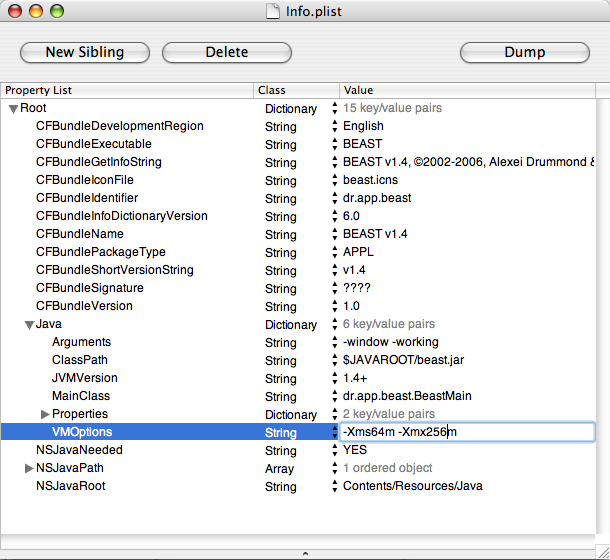 Info.plist
New Sibling Delete Dump
Property List Class Value
Root Dictionary 15 key/value pairs
CFBundleDevelopmentRegion String English
CFBundleExecutable String BEAST
CFBundleGetInfoString String BEAST v1.4, ©2002-2006, Alexei Drummond &
CFBundleIconFile String beast.icns
CFBundleIdentifier String dr.app.beast
CFBundleInfoDictionaryVersion String 6.0
CFBundleName String BEAST v1.4
CFBundlePackageType String APPL
CFBundleShortVersionString String v1.4
CFBundleSignature String ????
CFBundleVersion String 1.0
Java Dictionary 6 key/value pairs
Arguments String -window -working
ClassPath String $JAVAROOT/beast.jar
JVMVersion String 1.4+
MainClass String dr.app.beast.BeastMain
Properties Dictionary 2 key/value pairs
VMOptions String -Xms64m -Xmx256m
NSJavaNeeded String YES
NSJavaPath Array 1 ordered object
NSJavaRoot String Contents/Resources/Java